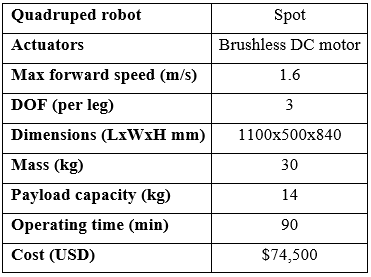 Quadruped robot Spot
Actuators Brushless DC motor
Max forward speed (m/s) 1.6
DOF (per leg) 3
Dimensions (LxWxH mm) 1100x500x840
Mass (kg) 30
Payload capacity (kg) 14
Operating time (min) 90
Cost (USD) $74,500